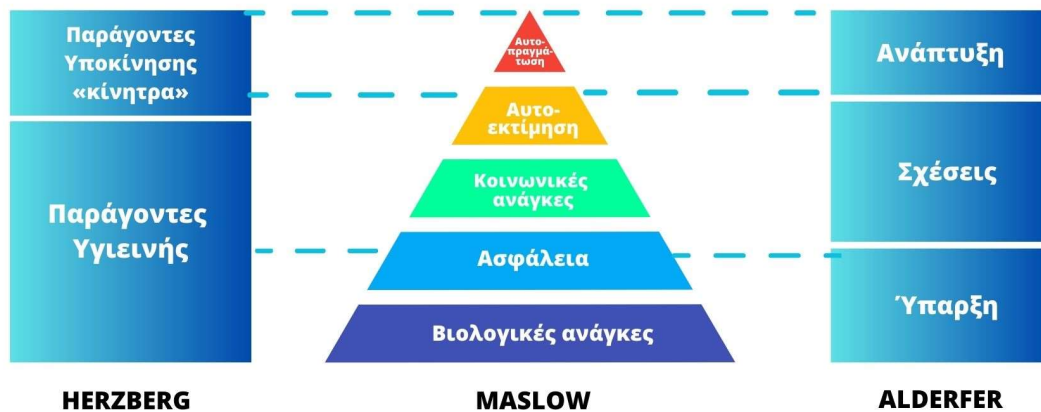 Παράγοντες
Υποκίνησης
«κίνητρα»
Παράγοντες
Υγιεινής
HERZBERG
Αυτο-
πραγμά-
τωση
Αυτο-
εκτίμηση
Κοινωνικές
ανάγκες
Ασφάλεια
Βιολογικές ανάγκες
MASLOW
Ανάπτυξη
Σχέσεις
Ύπαρξη
ALDERFER